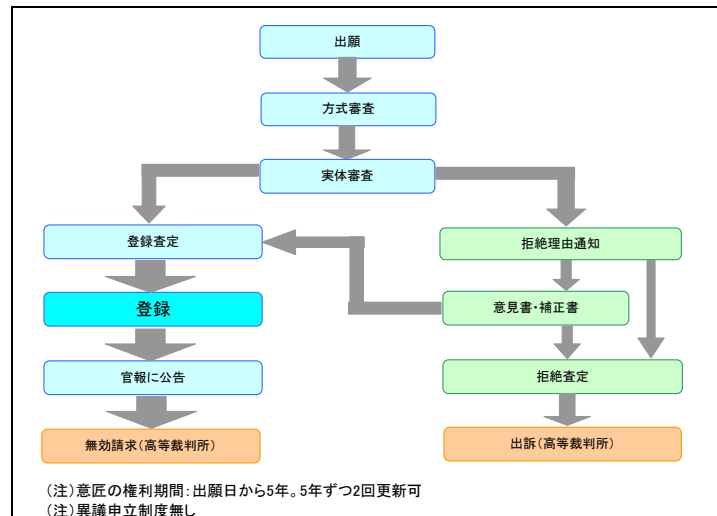 出願
方式審査
実体審査
登録査定
拒絶理由通知
登録
意見書・補正書
官報に公告
拒絶査定
無効請求(高等裁判所)
出訴(高等裁判所)
(注)意匠の権利期間:出願日から5年。5年ずつ2回更新可
(注)異議申立制度無し